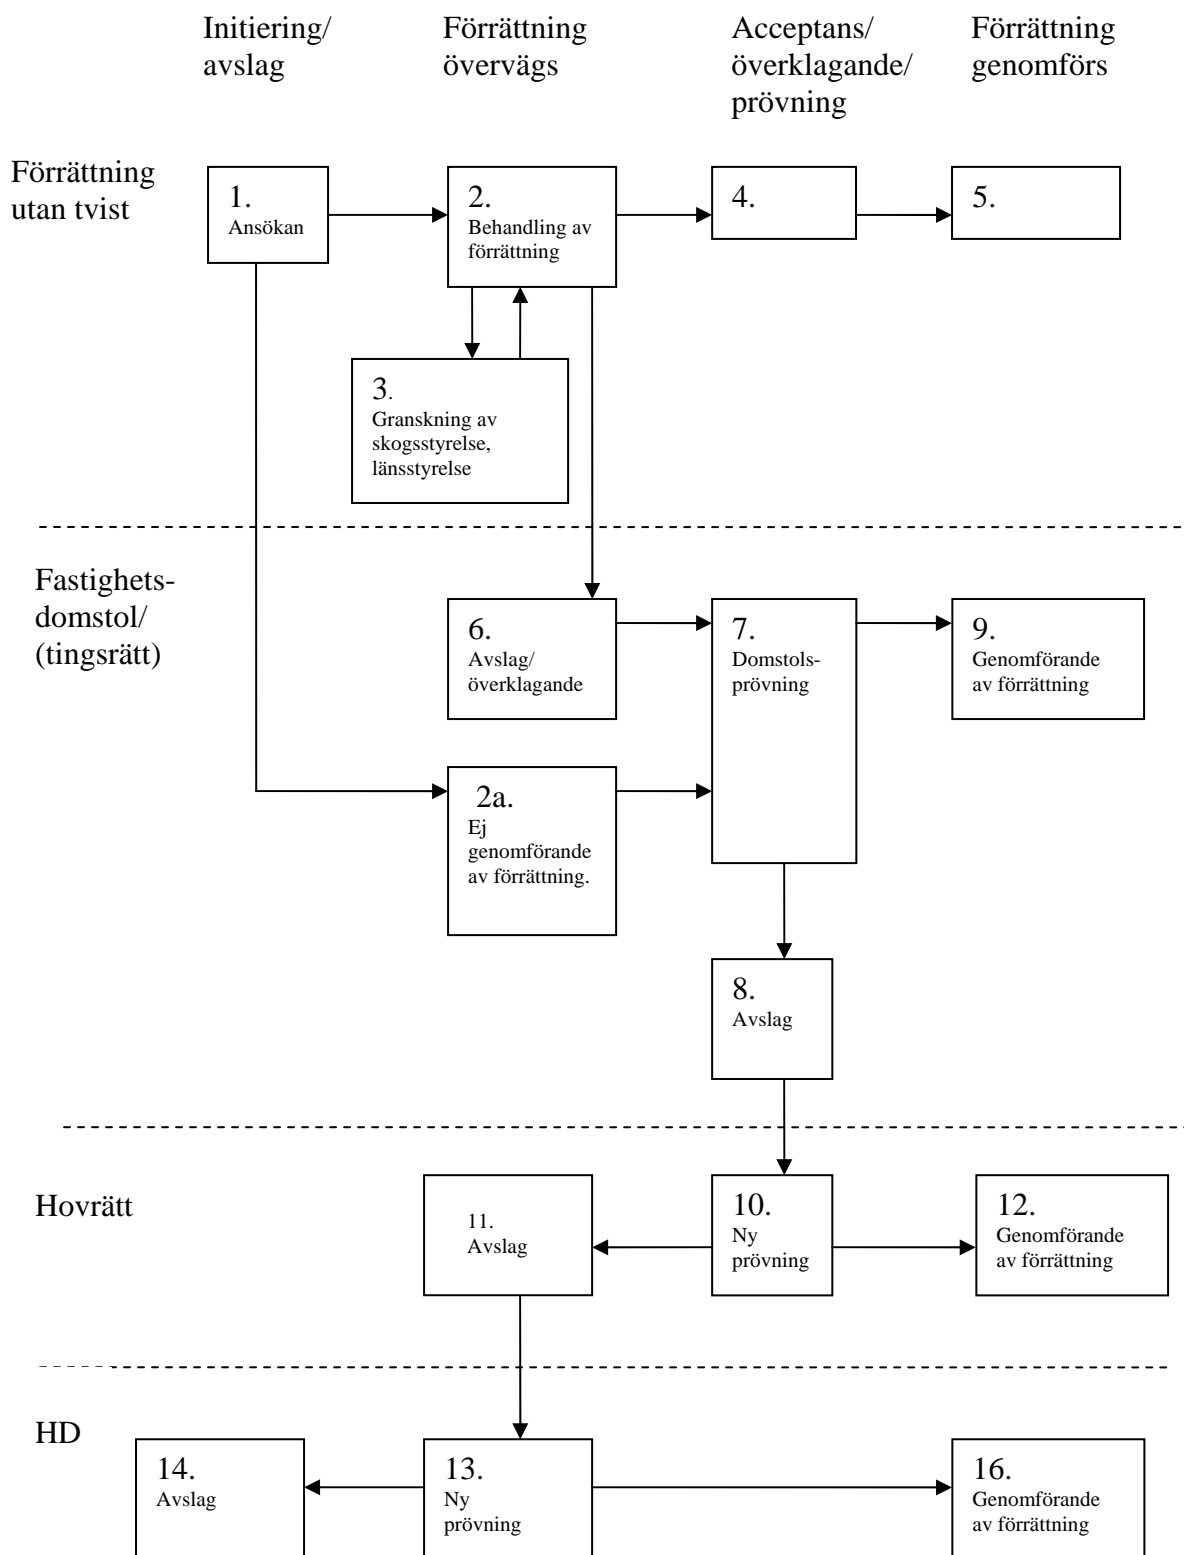 Initiering/
avslag
Förrättning
övervägs
Acceptans/
överklagande/
prövning
Förrättning
genomförs
Förrättning
utan tvist
1.
Ansökan
2.
Behandling av
förrättning
4.
5.
3.
Granskning av
skogsstyrelse,
länsstyrelse
Fastighets-
domstol/
(tingsrätt)
6.
Avslag/
överklagande
7.
Domstols-
prövning
9.
Genomförande
av förrättning
2a.
Ej
genomförande
av förrättning.
8.
Avslag
Hovrätt
11.
Avslag
10.
Ny
prövning
12.
Genomförande
av förrättning
HD
14.
Avslag
13.
Ny
prövning
16.
Genomförande
av förrättning